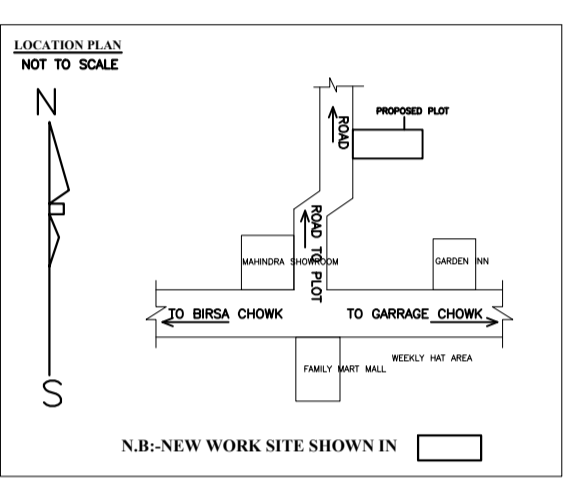 LOCATION PLAN
NOT TO SCALE
N
PROPOSED PLOT
ROAD
ROAD TO PLOT
MAHINDRA SHOWROOM
GARDEN INN
TO BIRSA CHOWK
TO GARRAGE CHOWK
WEEKLY HAT AREA
FAMILY MART MALL
S
N.B:-NEW WORK SITE SHOWN IN